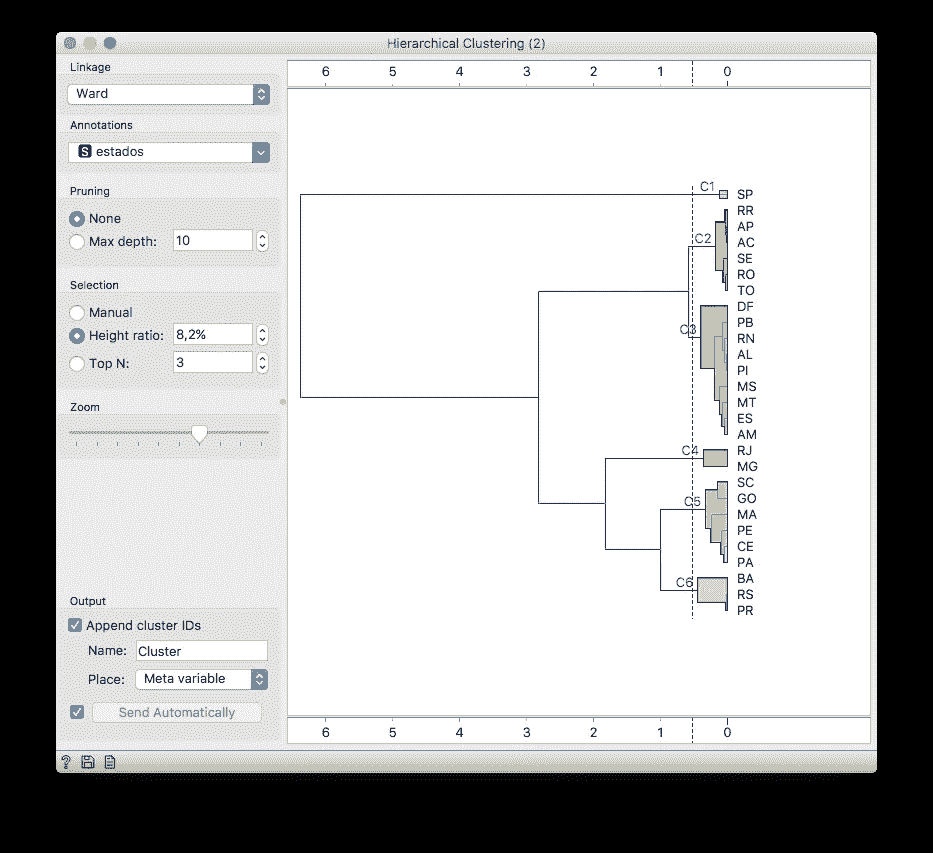 Hierarchical Clustering (2)
Linkage
Ward
Annotations
S estados
Pruning
None
Max depth: 10
Selection
Manual
Height ratio: 8,2%
Top N: 3
Zoom
Output
Append cluster IDs
Name: Cluster
Place: Meta variable
Send Automatically
?
6 5 4 3 2 1 0
C1 SP
RR
AP
C2 AC
SE
RO
TO
DF
PB
C3 RN
AL
PI
MS
MT
ES
AM
C4 RJ
MG
SC
C5 GO
MA
PE
CE
PA
C6 BA
RS
PR
6 5 4 3 2 1 0